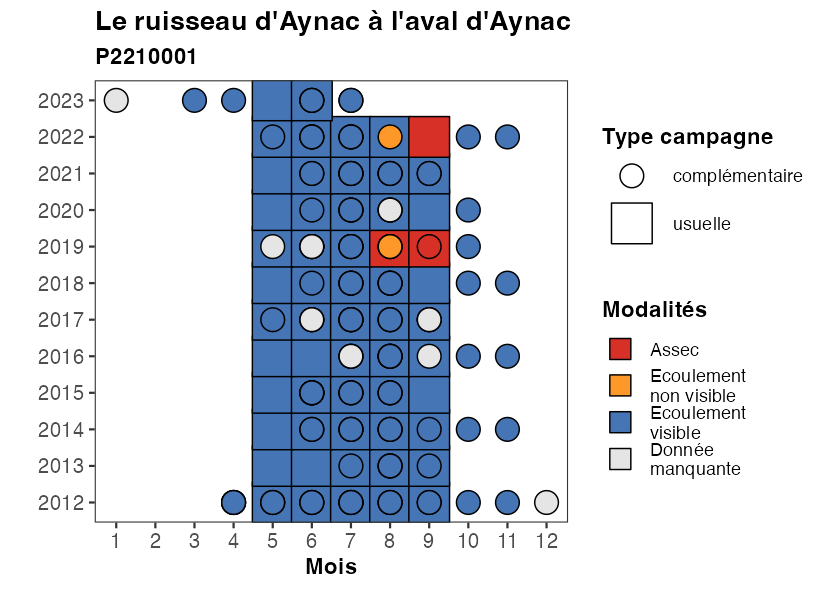 Le ruisseau d'Aynac à l'aval d'Aynac
P2210001
2023
2022
2021
2020
2019
2018
2017
2016
2015
2014
2013
2012
1 2 3 4 5 6 7 8 9 10 11 12
Mois
Type campagne
complémentaire
usuelle
Modalités
Assec
Ecoulement
non visible
Ecoulement
visible
Donnée
manquante